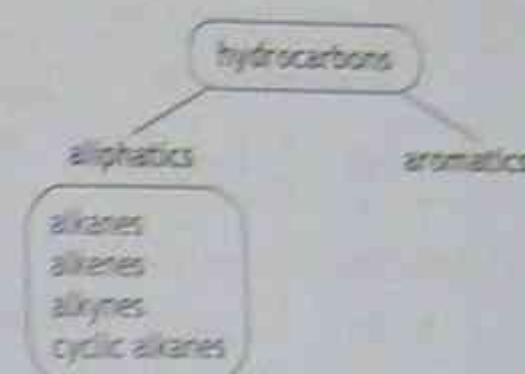 hydrocarbons
aliphatics
aromatics
alkanes
alkenes
alkynes
cyclic alkanes